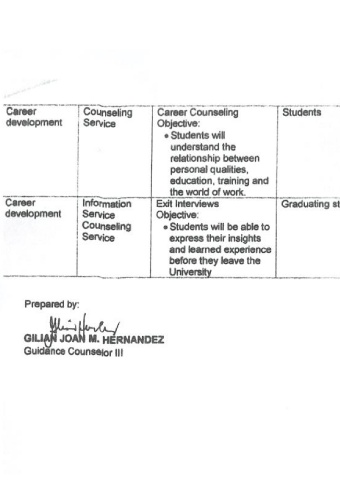 Career development
Counseling Service
Career Counseling
Objective:
• Students will
understand the
relationship between
personal qualities,
education, training and
the world of work.
Students
Career development
Information
Service
Counseling
Service
Exit Interviews
Objective:
• Students will be able to
express their insights
and learned experience
before they leave the
University
Graduating st
Prepared by:
GILIAN JOAN M. HERNANDEZ
Guidance Counselor III